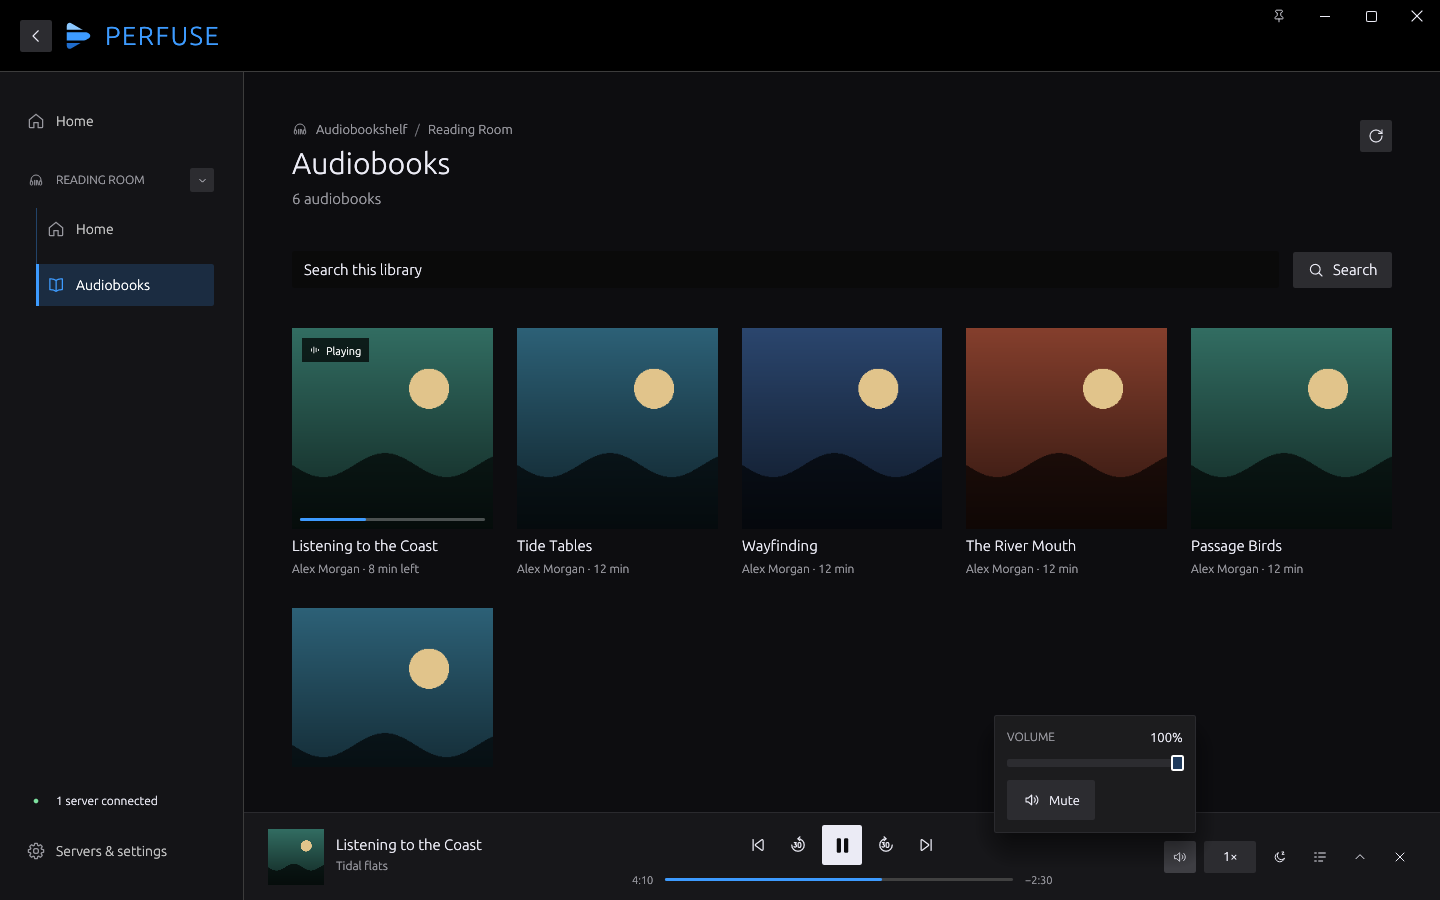 PERFUSE
Home
READING ROOM
Home
Audiobooks
1 server connected
Servers & settings
Audiobookshelf / Reading Room
Audiobooks
6 audiobooks
Search this library
Search
Playing
Listening to the Coast
Alex Morgan · 8 min left
Tide Tables
Alex Morgan · 12 min
Wayfinding
Alex Morgan · 12 min
The River Mouth
Alex Morgan · 12 min
Passage Birds
Alex Morgan · 12 min
VOLUME 100%
Mute
Listening to the Coast
Tidal flats
30
30
4:10
−2:30
1×